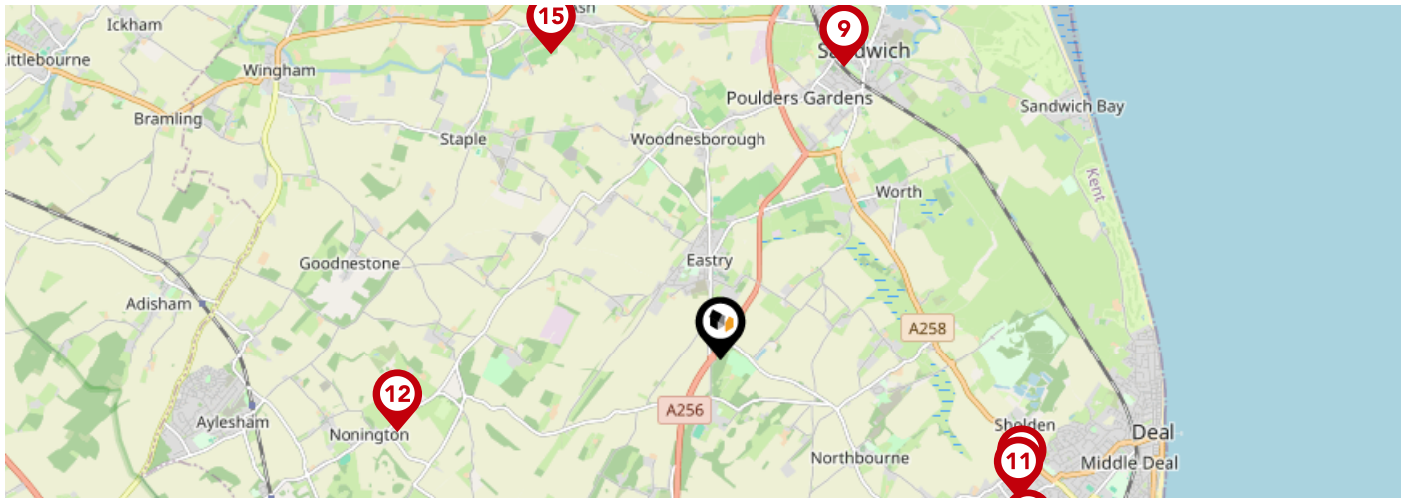 15
9
Ickham
Sandwich
Littlebourne
Wingham
Poulders Gardens
Sandwich Bay
Bramling
Staple
Woodnesborough
Kent
Worth
Goodnestone
Eastry
Adisham
A258
12
A256
Aylesham
Nonington
Sholden
Deal
11
Northbourne
Middle Deal